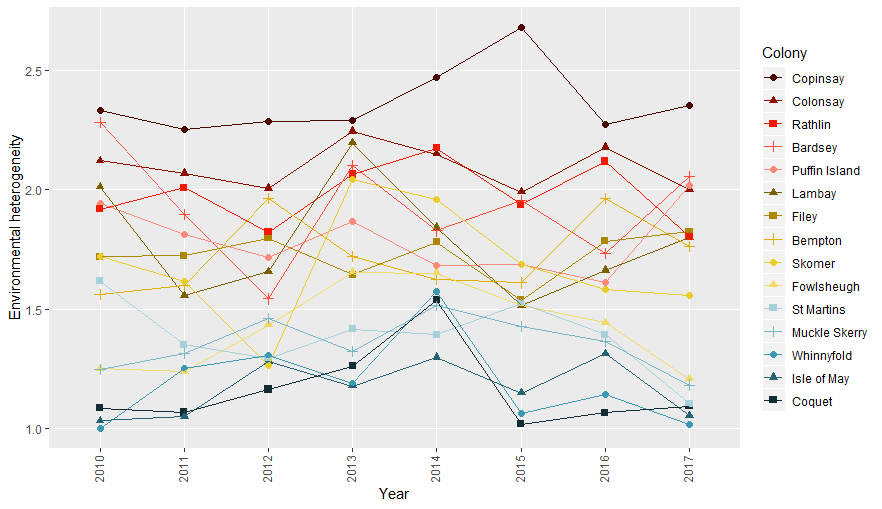 Environmental heterogeneity
2.5
2.0
1.5
1.0
2010
2011
2012
2013
2014
2015
2016
2017
Year
Colony
Copinsay
Colonsay
Rathlin
Bardsey
Puffin Island
Lambay
Filey
Bempton
Skomer
Fowlsheugh
St Martins
Muckle Skerry
Whinnyfold
Isle of May
Coquet